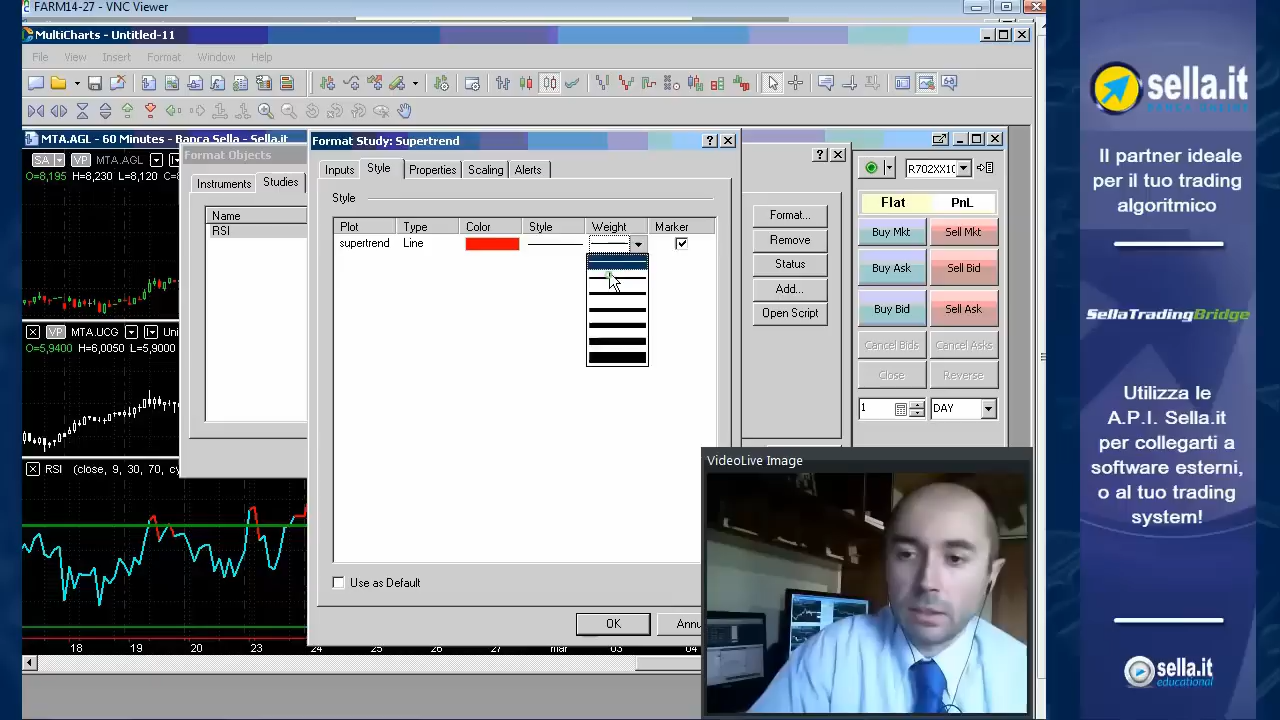 FARM14-27 - VNC Viewer
MultiCharts - Untitled-11
File View Insert Format Window Help
MTA.AGL - 60 Minutes - Banca Sella - Sella.it
SA VP MTA.AGL
O=8,195 H=8,230 L=8,120
VP MTA.UCG
O=5,9400 H=6,0050 L=5,9000
RSI (close, 9, 30, 70,
18 19 20 23 24 25 26 27 mar 03 04
Format Objects
Instruments Studies
Name
RSI
Format Study: Supertrend
Inputs Style Properties Scaling Alerts
Style
Plot Type Color Style Weight Marker
supertrend Line
Use as Default
OK
Format...
Remove
Status
Add...
Open Script
Flat PnL
Buy Mkt Sell Mkt
Buy Ask Sell Bid
Buy Bid Sell Ask
Cancel Bids Cancel Asks
Close Reverse
1 DAY
VideoLive Image
sella.it
BANCA ONLINE
Il partner ideale
per il tuo trading
algoritmico
SellaTradingBridge
Utilizza le
A.P.I. Sella.it
per collegarti a
software esterni,
o al tuo trading
system!
sella.it
educational